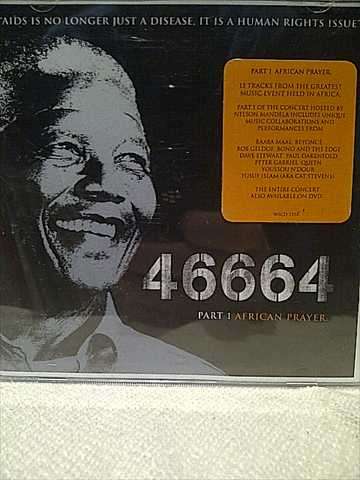 "AIDS IS NO LONGER JUST A DISEASE, IT IS A HUMAN RIGHTS ISSUE"
PART 1 AFRICAN PRAYER.
12 TRACKS FROM THE GREATEST
MUSIC EVENT HELD IN AFRICA.
PART 1 OF THE CONCERT HOSTED BY
NELSON MANDELA INCLUDES UNIQUE
MUSIC COLLABORATIONS AND
PERFORMANCES FROM
BAABA MAAL, BEYONCE,
BOB GELDOF, BONO AND THE EDGE
DAVE STEWART, PAUL OAKENFOLD,
PETER GABRIEL, QUEEN,
YOUSSOU N'DOUR,
YUSUF ISLAM (AKA CAT STEVENS).
THE ENTIRE CONCERT
ALSO AVAILABLE ON DVD
46664
PART 1 AFRICAN PRAYER.